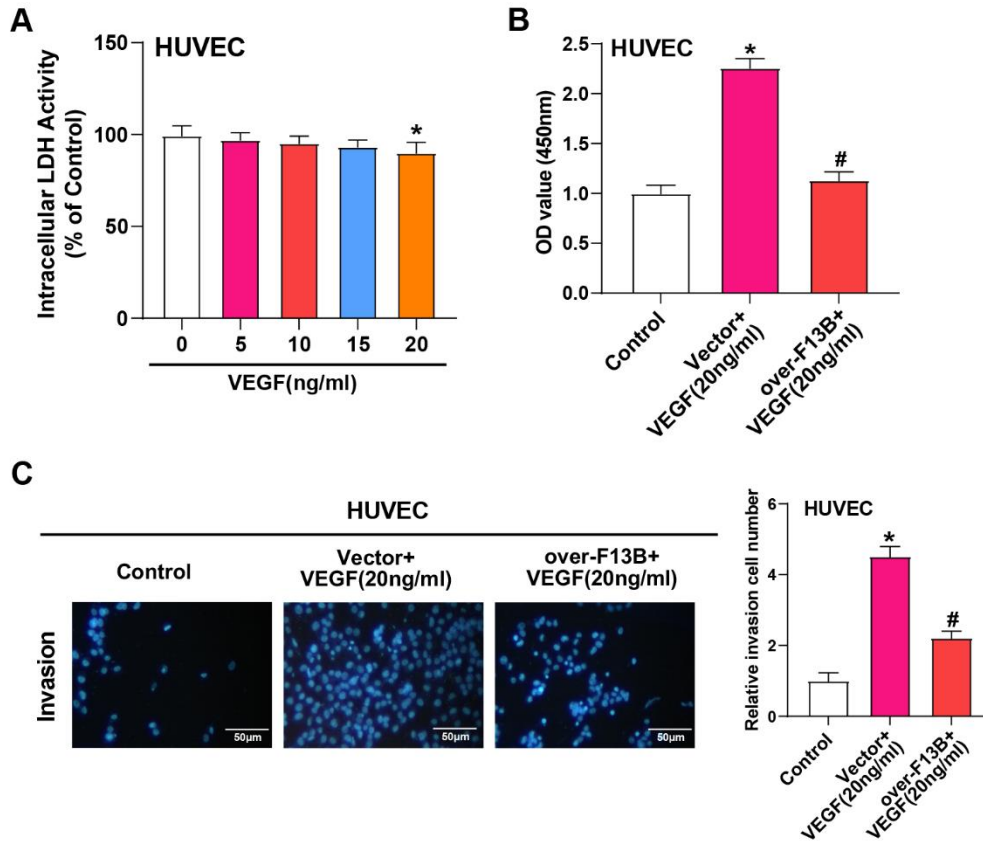 A
HUVEC
Intracellular LDH Activity
(% of Control)
150
100
50
0
*
0 5 10 15 20
VEGF(ng/ml)
B
HUVEC
OD value (450nm)
2.5
2.0
1.5
1.0
0.5
0.0
*
#
Control
Vector+
VEGF(20ng/ml)
over-F13B+
VEGF(20ng/ml)
C
HUVEC
Control
Vector+
VEGF(20ng/ml)
over-F13B+
VEGF(20ng/ml)
Invasion
50μm
50μm
50μm
HUVEC
Relative invasion cell number
6
4
2
0
*
#
Control
Vector+
VEGF(20ng/ml)
over-F13B+
VEGF(20ng/ml)